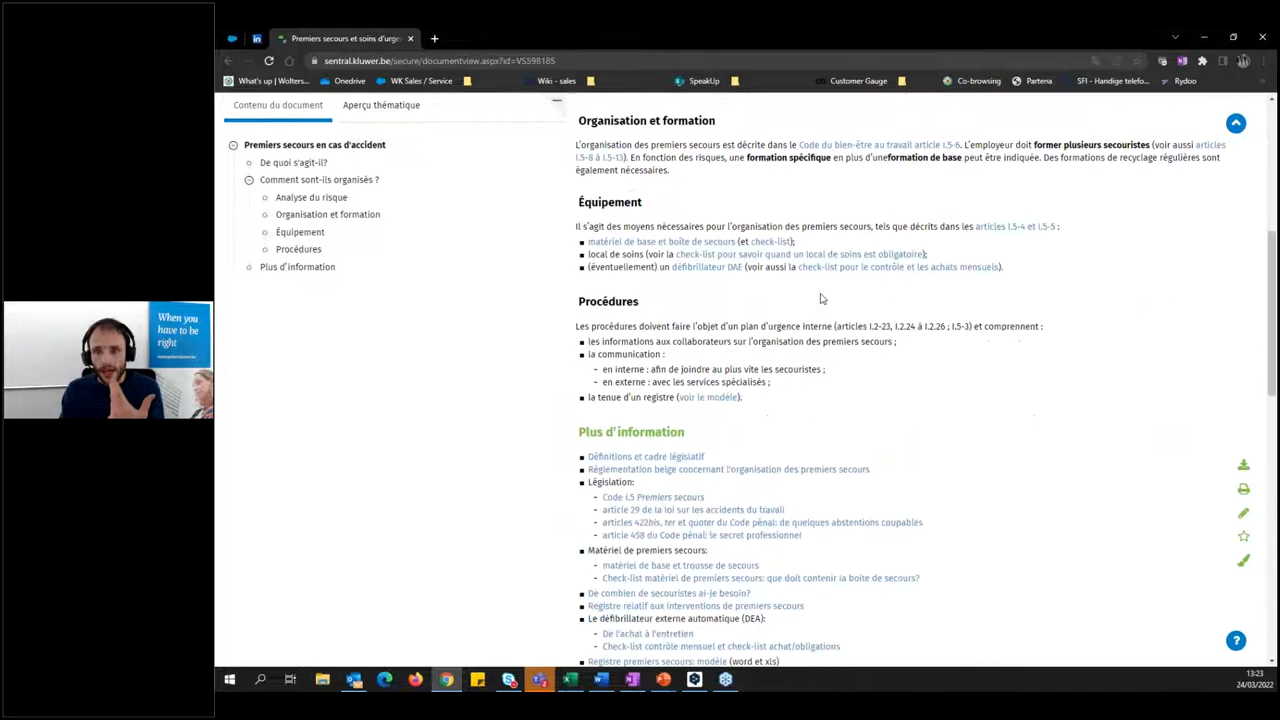 Premiers secours et soins d'urge
sentral.kluwer.be/secure/documentview.aspx?id=VS598185
What's up | Wolters...
Onedrive
WK Sales / Service
Wiki - sales
SpeakUp
Customer Gauge
Co-browsing
Partena
SFI - Handige telefo...
Rydoo
Contenu du document
Aperçu thématique
Premiers secours en cas d'accident
De quoi s'agit-il?
Comment sont-ils organisés ?
Analyse du risque
Organisation et formation
Équipement
Procédures
Plus d'information
When you
have to be
right
Organisation et formation
L'organisation des premiers secours est décrite dans le Code du bien-être au travail article I.5-6. L'employeur doit former plusieurs secouristes (voir aussi articles
I.5-8 à I.5-13). En fonction des risques, une formation spécifique en plus d'uneformation de base peut être indiquée. Des formations de recyclage régulières sont
également nécessaires.
Équipement
Il s'agit des moyens nécessaires pour l'organisation des premiers secours, tels que décrits dans les articles I.5-4 et I.5-5 :
matériel de base et boîte de secours (et check-list);
local de soins (voir la check-list pour savoir quand un local de soins est obligatoire);
(éventuellement) un défibrillateur DAE (voir aussi la check-list pour le contrôle et les achats mensuels).
Procédures
Les procédures doivent faire l'objet d'un plan d'urgence interne (articles I.2-23, I.2.24 à I.2.26 ; I.5-3) et comprennent :
les informations aux collaborateurs sur l'organisation des premiers secours ;
la communication :
- en interne : afin de joindre au plus vite les secouristes ;
- en externe : avec les services spécialisés ;
la tenue d'un registre (voir le modèle).
Plus d'information
Définitions et cadre législatif
Règlementation belge concernant l'organisation des premiers secours
Législation:
- Code I.5 Premiers secours
- article 29 de la loi sur les accidents du travail
- articles 422bis, ter et quater du Code pénal: de quelques abstentions coupables
- article 458 du Code pénal: le secret professionnel
Matériel de premiers secours:
- matériel de base et trousse de secours
- Check-list matériel de premiers secours: que doit contenir la boîte de secours?
De combien de secouristes ai-je besoin?
Registre relatif aux interventions de premiers secours
Le défibrillateur externe automatique (DEA):
- De l'achat à l'entretien
- Check-list contrôle mensuel et check-list achat/obligations
Registre premiers secours: modèle (word et xls)
13:23
24/03/2022